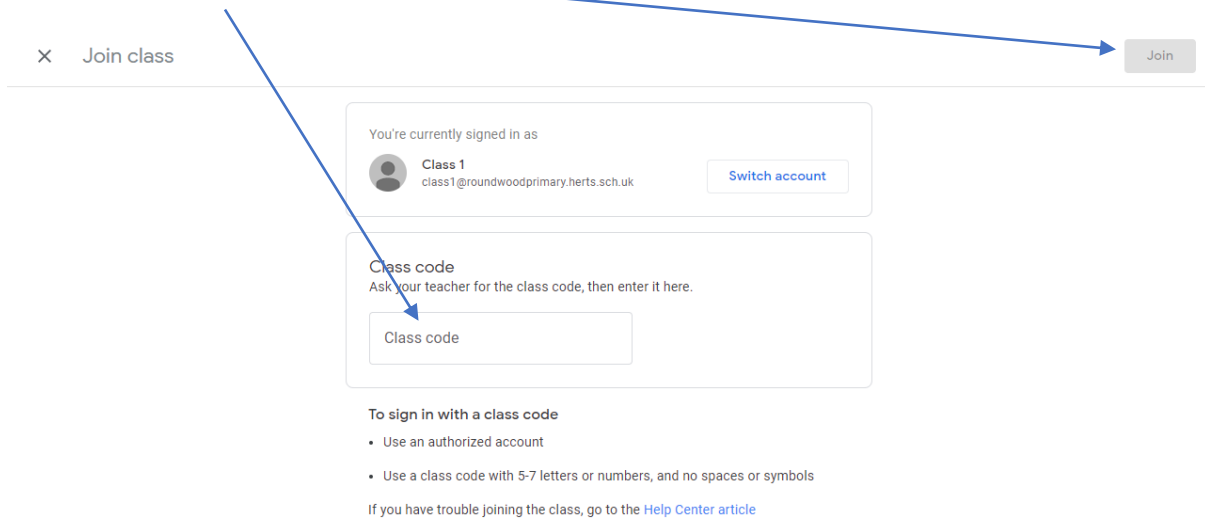 Join class
Join
You're currently signed in as
Class 1
class1@roundwoodprimary.herts.sch.uk
Switch account
Class code
Ask your teacher for the class code, then enter it here.
Class code
To sign in with a class code
• Use an authorized account
• Use a class code with 5-7 letters or numbers, and no spaces or symbols
If you have trouble joining the class, go to the Help Center article